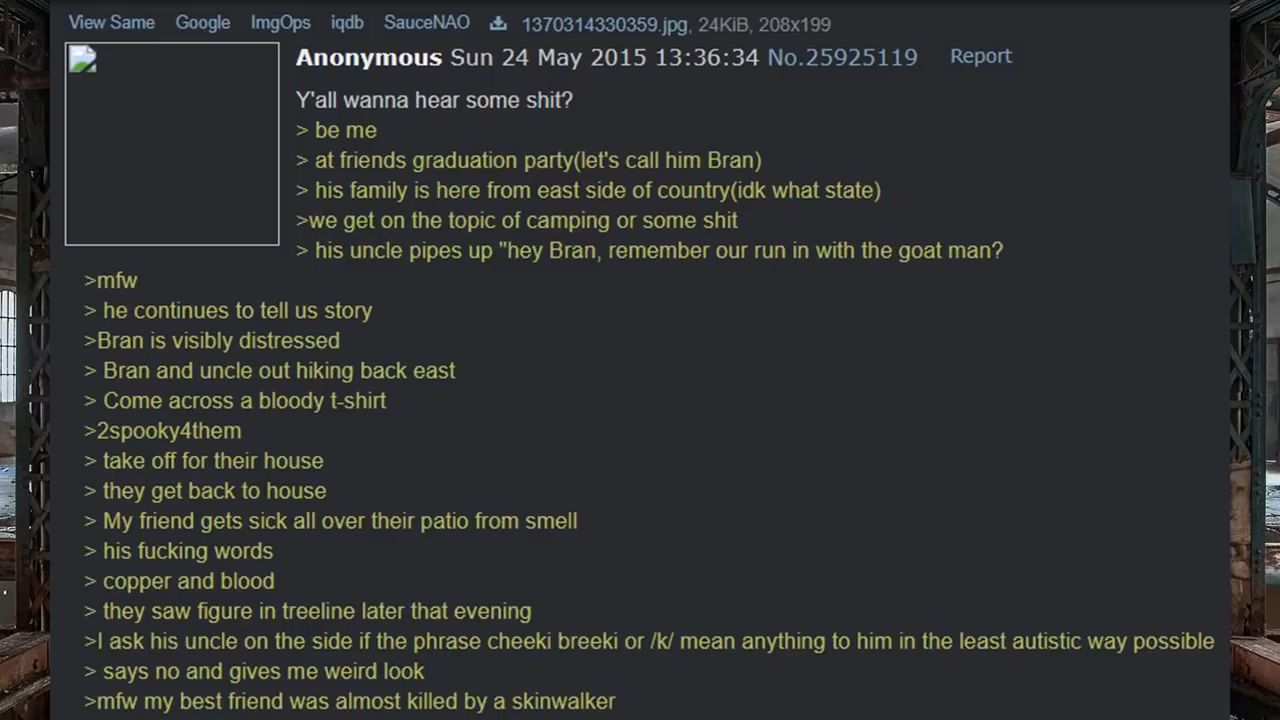 View Same Google ImgOps iqdb SauceNAO 1370314330359.jpg, 24KiB, 208x199
Anonymous Sun 24 May 2015 13:36:34 No.25925119 Report
Y'all wanna hear some shit?
> be me
> at friends graduation party(let's call him Bran)
> his family is here from east side of country(idk what state)
>we get on the topic of camping or some shit
> his uncle pipes up "hey Bran, remember our run in with the goat man?
>mfw
> he continues to tell us story
>Bran is visibly distressed
> Bran and uncle out hiking back east
> Come across a bloody t-shirt
>2spooky4them
> take off for their house
> they get back to house
> My friend gets sick all over their patio from smell
> his fucking words
> copper and blood
> they saw figure in treeline later that evening
>I ask his uncle on the side if the phrase cheeki breeki or /k/ mean anything to him in the least autistic way possible
> says no and gives me weird look
>mfw my best friend was almost killed by a skinwalker